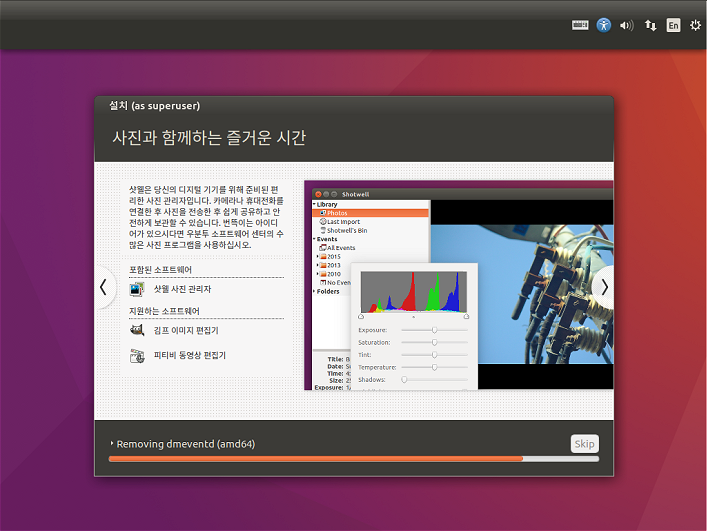 En
설치 (as superuser)
사진과 함께하는 즐거운 시간
샷웰은 당신의 디지털 기기를 위해 준비된 편
리한 사진 관리자입니다. 카메라나 휴대전화를
연결한 후 사진을 전송한 후 쉽게 공유하고 안
전하게 보관할 수 있습니다. 번뜩이는 아이디
어가 있으시다면 우분투 소프트웨어 센터의 수
많은 사진 프로그램을 사용하십시오.
포함된 소프트웨어
샷웰 사진 관리자
지원하는 소프트웨어
김프 이미지 편집기
피티비 동영상 편집기
Shotwell
Library
Photos
Last Import
Shotwell's Bin
Events
All Events
2015
2013
2010
No Even
Folders
Exposure:
Saturation:
Tint:
Temperature:
Shadows:
Title: B
Date: S
Time: 4
Size: 25
Exposure: 1/
Removing dmeventd (amd64)
Skip